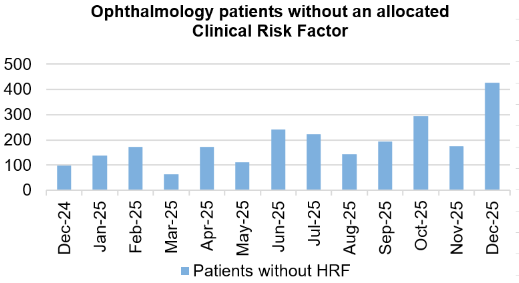 Ophthalmology patients without an allocated
Clinical Risk Factor
500
400
300
200
100
0
Dec-24
Jan-25
Feb-25
Mar-25
Apr-25
May-25
Jun-25
Jul-25
Aug-25
Sep-25
Oct-25
Nov-25
Dec-25
Patients without HRF